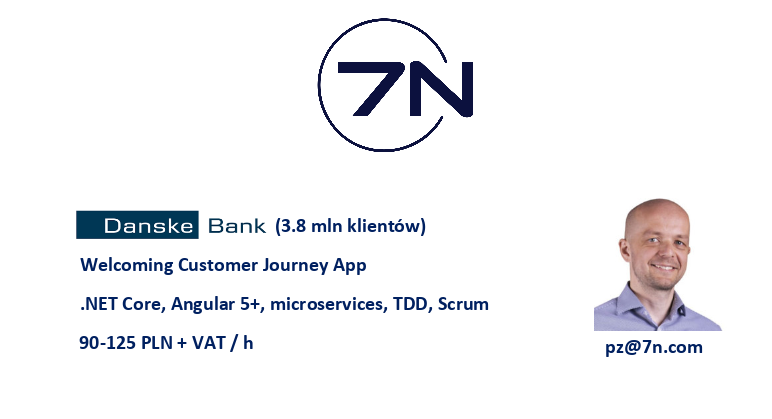 7N
Danske Bank (3.8 mln klientów)
Welcoming Customer Journey App
.NET Core, Angular 5+, microservices, TDD, Scrum
90-125 PLN + VAT / h
pz@7n.com